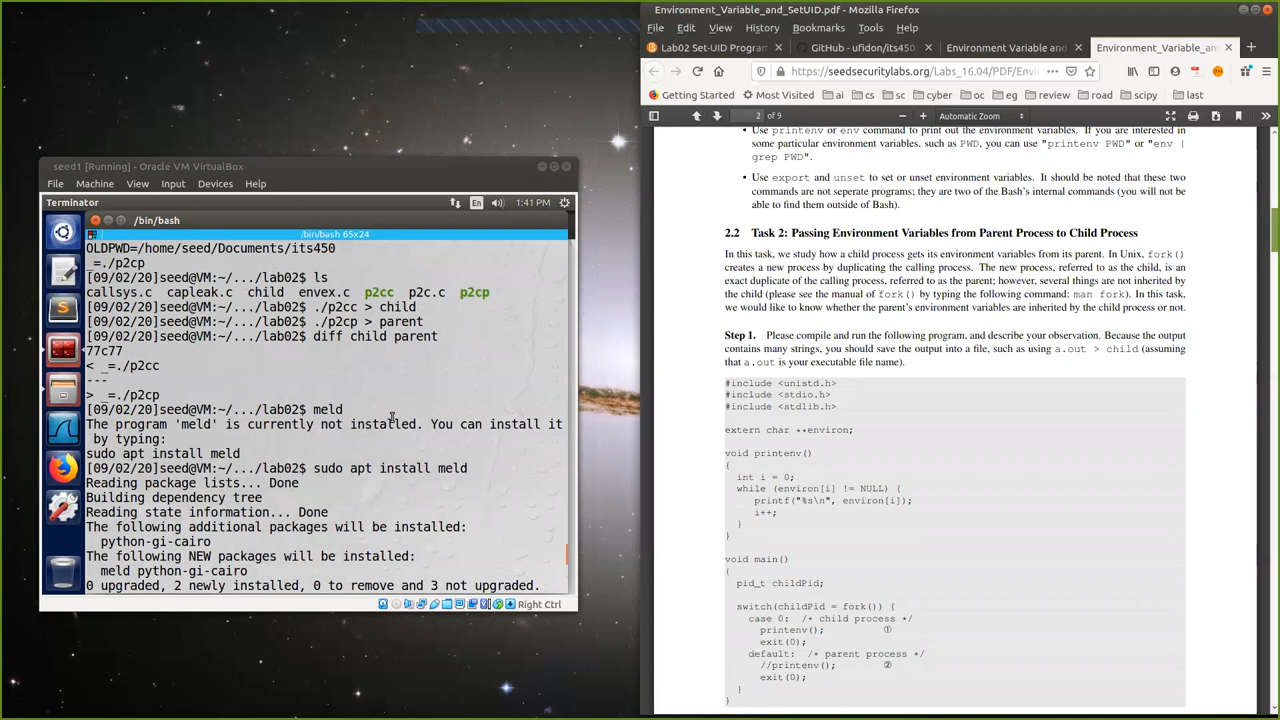 seed1 [Running] - Oracle VM VirtualBox
File Machine View Input Devices Help
Terminator
En
1:41 PM
/bin/bash
/bin/bash 65x24
OLDPWD=/home/seed/Documents/its450
_=./p2cp
[09/02/20]seed@VM:~/.../lab02$ ls
callsys.c capleak.c child envex.c p2cc p2c.c p2cp
[09/02/20]seed@VM:~/.../lab02$ ./p2cc > child
[09/02/20]seed@VM:~/.../lab02$ ./p2cp > parent
[09/02/20]seed@VM:~/.../lab02$ diff child parent
77c77
< _=./p2cc
---
> _=./p2cp
[09/02/20]seed@VM:~/.../lab02$ meld
The program 'meld' is currently not installed. You can install it
by typing:
sudo apt install meld
[09/02/20]seed@VM:~/.../lab02$ sudo apt install meld
Reading package lists... Done
Building dependency tree
Reading state information... Done
The following additional packages will be installed:
python-gi-cairo
The following NEW packages will be installed:
meld python-gi-cairo
0 upgraded, 2 newly installed, 0 to remove and 3 not upgraded.
Right Ctrl
Environment_Variable_and_SetUID.pdf - Mozilla Firefox
File Edit View History Bookmarks Tools Help
Lab02 Set-UID Program
GitHub - ufidon/its450
Environment Variable and
Environment_Variable_an
https://seedsecuritylabs.org/Labs_16.04/PDF/Envi
Getting Started Most Visited ai cs sc cyber oc eg review road scipy last
2 of 9
Automatic Zoom
• Use printenv or env command to print out the environment variables. If you are interested in
some particular environment variables, such as PWD, you can use "printenv PWD" or "env |
grep PWD".
• Use export and unset to set or unset environment variables. It should be noted that these two
commands are not seperate programs; they are two of the Bash's internal commands (you will not be
able to find them outside of Bash).
2.2 Task 2: Passing Environment Variables from Parent Process to Child Process
In this task, we study how a child process gets its environment variables from its parent. In Unix, fork()
creates a new process by duplicating the calling process. The new process, referred to as the child, is an
exact duplicate of the calling process, referred to as the parent; however, several things are not inherited by
the child (please see the manual of fork() by typing the following command: man fork). In this task,
we would like to know whether the parent's environment variables are inherited by the child process or not.
Step 1. Please compile and run the following program, and describe your observation. Because the output
contains many strings, you should save the output into a file, such as using a.out > child (assuming
that a.out is your executable file name).
#include <unistd.h>
#include <stdio.h>
#include <stdlib.h>
extern char **environ;
void printenv()
{
int i = 0;
while (environ[i] != NULL) {
printf("%s\n", environ[i]);
i++;
}
}
void main()
{
pid_t childPid;
switch(childPid = fork()) {
case 0: /* child process */
printenv(); ①
exit(0);
default: /* parent process */
//printenv(); ②
exit(0);
}
}